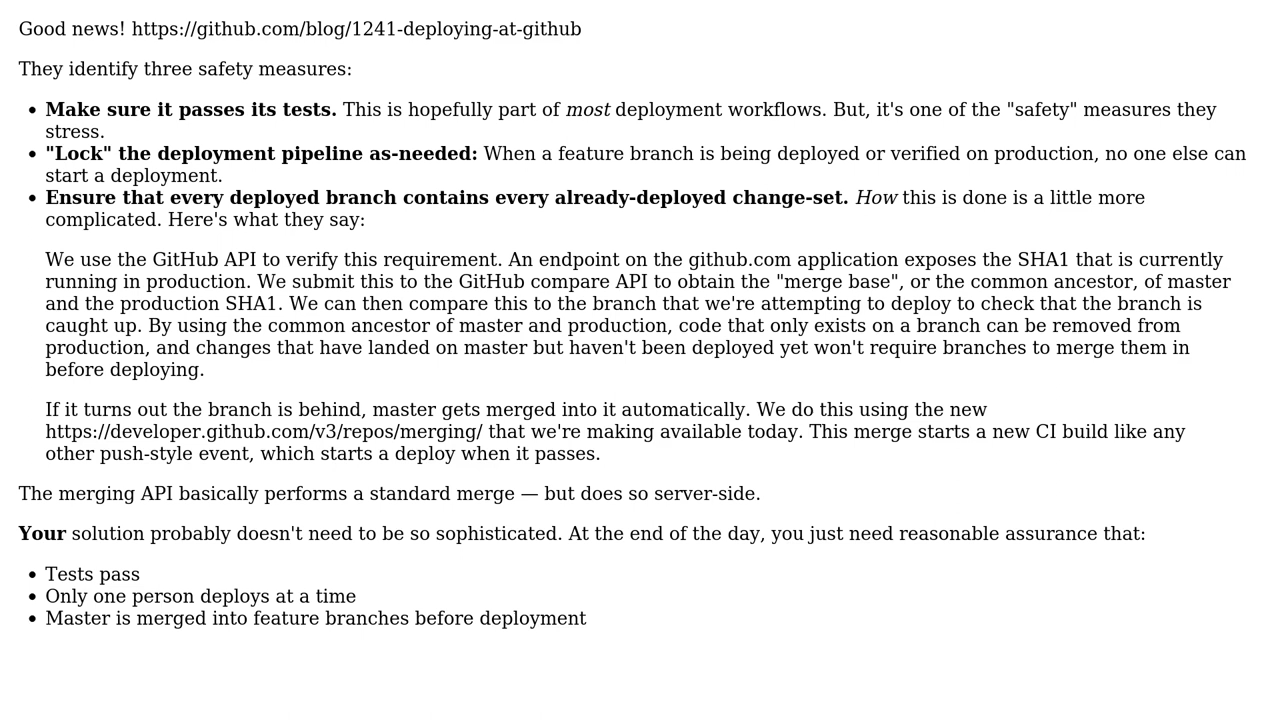 Good news! https://github.com/blog/1241-deploying-at-github
They identify three safety measures:
• Make sure it passes its tests. This is hopefully part of most deployment workflows. But, it's one of the "safety" measures they
stress.
• "Lock" the deployment pipeline as-needed: When a feature branch is being deployed or verified on production, no one else can
start a deployment.
• Ensure that every deployed branch contains every already-deployed change-set. How this is done is a little more
complicated. Here's what they say:
We use the GitHub API to verify this requirement. An endpoint on the github.com application exposes the SHA1 that is currently
running in production. We submit this to the GitHub compare API to obtain the "merge base", or the common ancestor, of master
and the production SHA1. We can then compare this to the branch that we're attempting to deploy to check that the branch is
caught up. By using the common ancestor of master and production, code that only exists on a branch can be removed from
production, and changes that have landed on master but haven't been deployed yet won't require branches to merge them in
before deploying.
If it turns out the branch is behind, master gets merged into it automatically. We do this using the new
https://developer.github.com/v3/repos/merging/ that we're making available today. This merge starts a new CI build like any
other push-style event, which starts a deploy when it passes.
The merging API basically performs a standard merge — but does so server-side.
Your solution probably doesn't need to be so sophisticated. At the end of the day, you just need reasonable assurance that:
• Tests pass
• Only one person deploys at a time
• Master is merged into feature branches before deployment